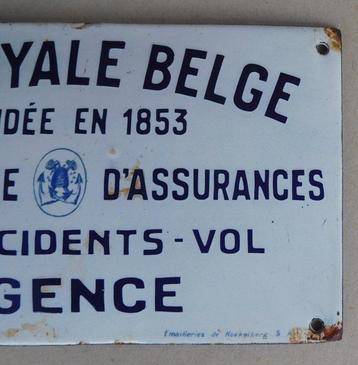 YALE BELGE
DÉE EN 1853
E D'ASSURANCES
CIDENTS - VOL
GENCE
Emailleries de Koekelberg S A